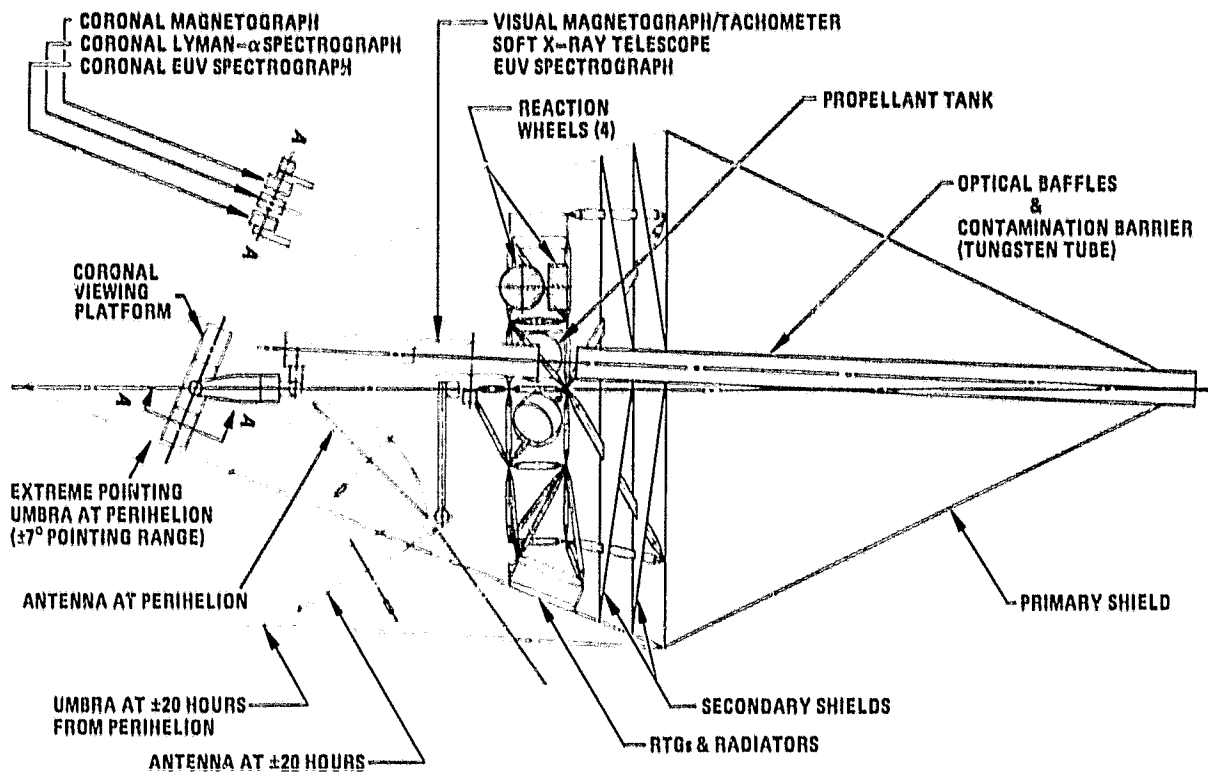 CORONAL MAGNETOGRAPH
CORONAL LYMAN-α SPECTROGRAPH
CORONAL EUV SPECTROGRAPH
VISUAL MAGNETOGRAPH/TACHOMETER
SOFT X-RAY TELESCOPE
EUV SPECTROGRAPH
REACTION
WHEELS (4)
PROPELLANT TANK
OPTICAL BAFFLES
&
CONTAMINATION BARRIER
(TUNGSTEN TUBE)
A
A
CORONAL
VIEWING
PLATFORM
A
A
EXTREME POINTING
UMBRA AT PERIHELION
(±7° POINTING RANGE)
ANTENNA AT PERIHELION
PRIMARY SHIELD
UMBRA AT ±20 HOURS
FROM PERIHELION
SECONDARY SHIELDS
RTGs & RADIATORS
ANTENNA AT ±20 HOURS